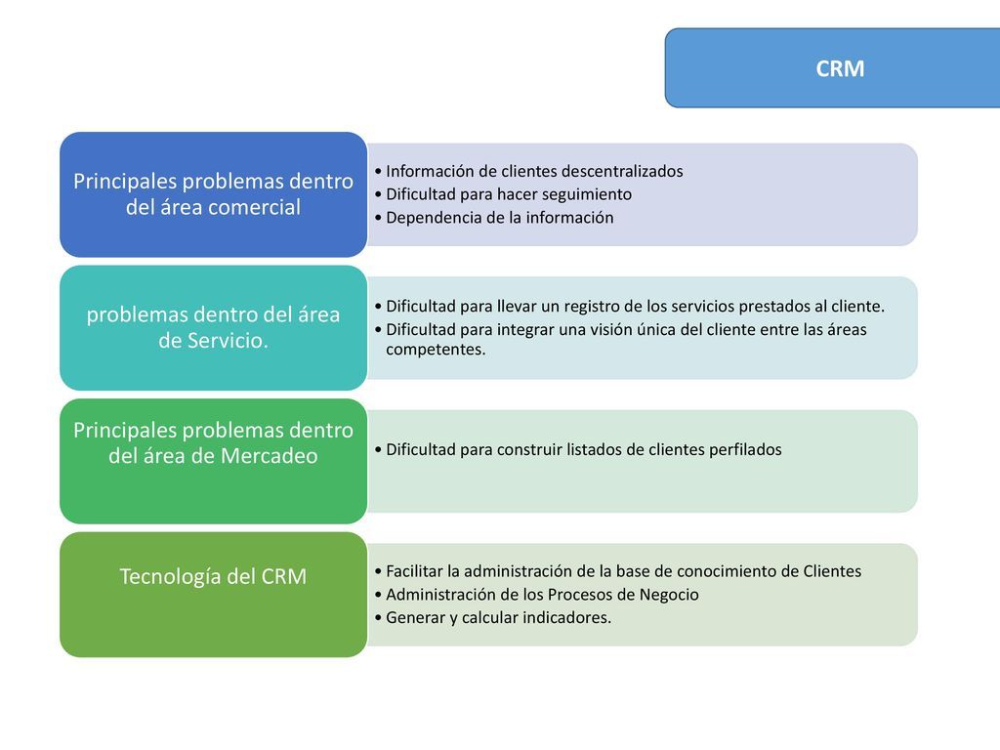 CRM
Principales problemas dentro
del área comercial
• Información de clientes descentralizados
• Dificultad para hacer seguimiento
• Dependencia de la información
problemas dentro del área
de Servicio.
• Dificultad para llevar un registro de los servicios prestados al cliente.
• Dificultad para integrar una visión única del cliente entre las áreas
competentes.
Principales problemas dentro
del área de Mercadeo
• Dificultad para construir listados de clientes perfilados
Tecnología del CRM
• Facilitar la administración de la base de conocimiento de Clientes
• Administración de los Procesos de Negocio
• Generar y calcular indicadores.